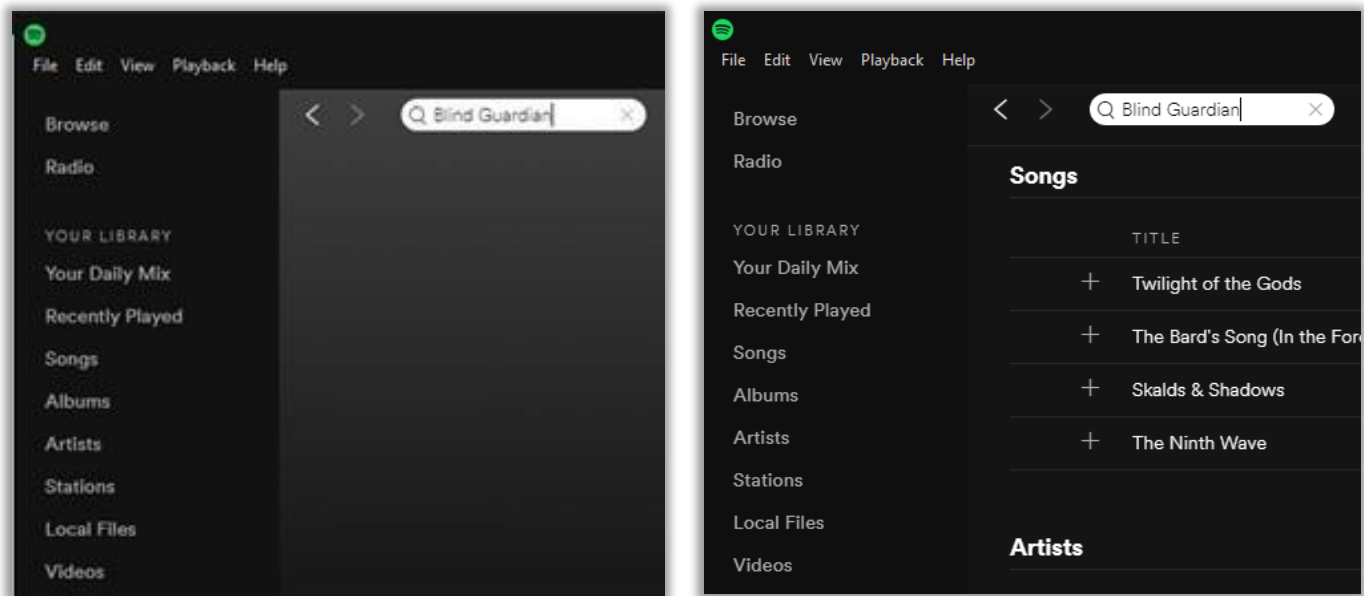 File Edit View Playback Help
Blind Guardian
Browse
Radio
YOUR LIBRARY
Your Daily Mix
Recently Played
Songs
Albums
Artists
Stations
Local Files
Videos
File Edit View Playback Help
Blind Guardian
Browse
Radio
YOUR LIBRARY
Your Daily Mix
Recently Played
Songs
Albums
Artists
Stations
Local Files
Videos
Songs
TITLE
Twilight of the Gods
The Bard's Song (In the
Skalds & Shadows
The Ninth Wave
Artists